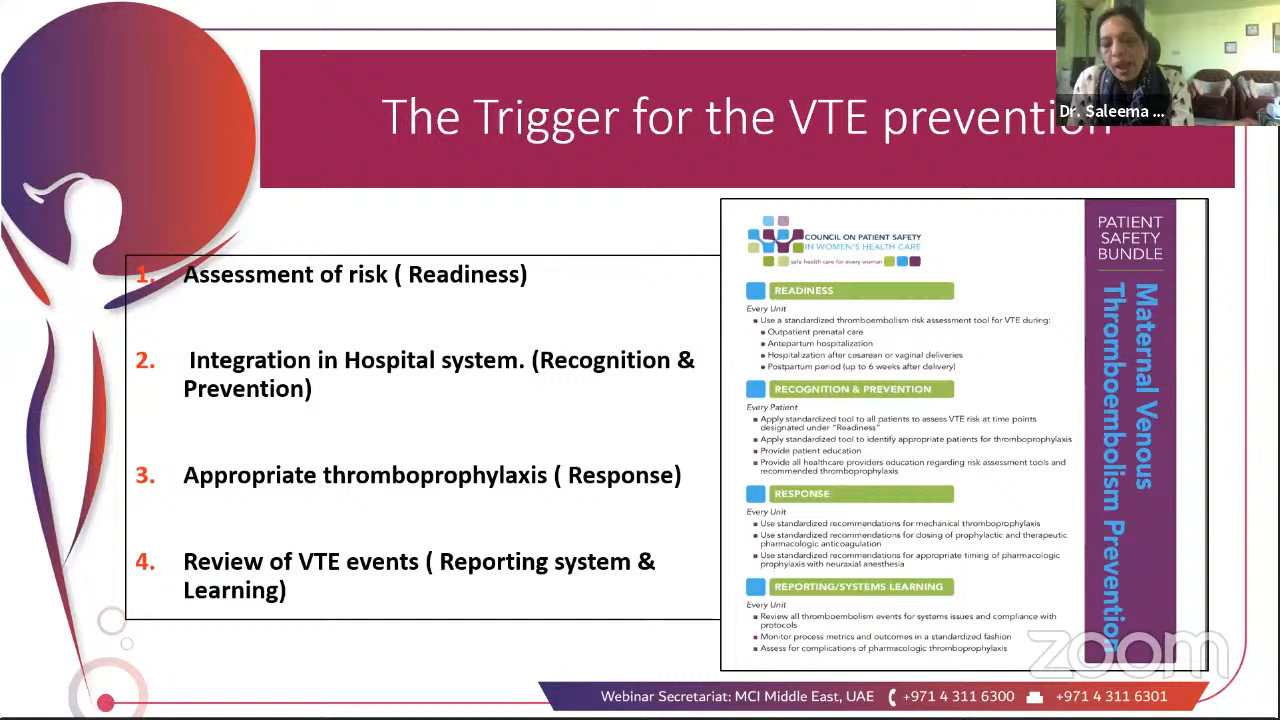 The Trigger for the VTE prevention
Dr. Saleema ...
1. Assessment of risk ( Readiness)
2. Integration in Hospital system. (Recognition &
Prevention)
3. Appropriate thromboprophylaxis ( Response)
4. Review of VTE events ( Reporting system &
Learning)
COUNCIL ON PATIENT SAFETY
IN WOMEN'S HEALTH CARE
safe health care for every woman
READINESS
Every Unit
▪ Use a standardized thromboembolism risk assessment tool for VTE during:
● Outpatient prenatal care
● Antepartum hospitalization
● Hospitalization after cesarean or vaginal deliveries
● Postpartum period (up to 6 weeks after delivery)
RECOGNITION & PREVENTION
Every Patient
▪ Apply standardized tool to all patients to assess VTE risk at time points
designated under “Readiness”
▪ Apply standardized tool to identify appropriate patients for thromboprophylaxis
▪ Provide patient education
▪ Provide all healthcare providers education regarding risk assessment tools and
recommended thromboprophylaxis
RESPONSE
Every Unit
▪ Use standardized recommendations for mechanical thromboprophylaxis
▪ Use standardized recommendations for dosing of prophylactic and therapeutic
pharmacologic anticoagulation
▪ Use standardized recommendations for appropriate timing of pharmacologic
prophylaxis with neuraxial anesthesia
REPORTING/SYSTEMS LEARNING
Every Unit
▪ Review all thromboembolism events for systems issues and compliance with
protocols
▪ Monitor process metrics and outcomes in a standardized fashion
▪ Assess for complications of pharmacologic thromboprophylaxis
PATIENT
SAFETY
BUNDLE
Maternal Venous
Thromboembolism Prevention
zoom
Webinar Secretariat: MCI Middle East, UAE +971 4 311 6300 +971 4 311 6301